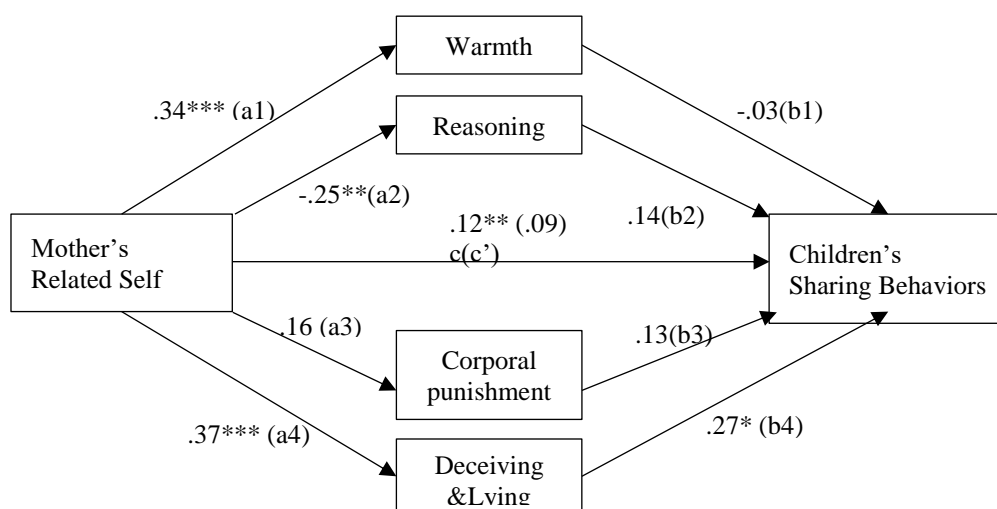 Warmth
.34*** (a1)
-.03(b1)
Reasoning
-.25**(a2)
.14(b2)
.12** (.09)
c(c')
Mother's
Related Self
Children's
Sharing Behaviors
.16 (a3)
.13(b3)
Corporal
punishment
.37*** (a4)
.27* (b4)
Deceiving
&Lying